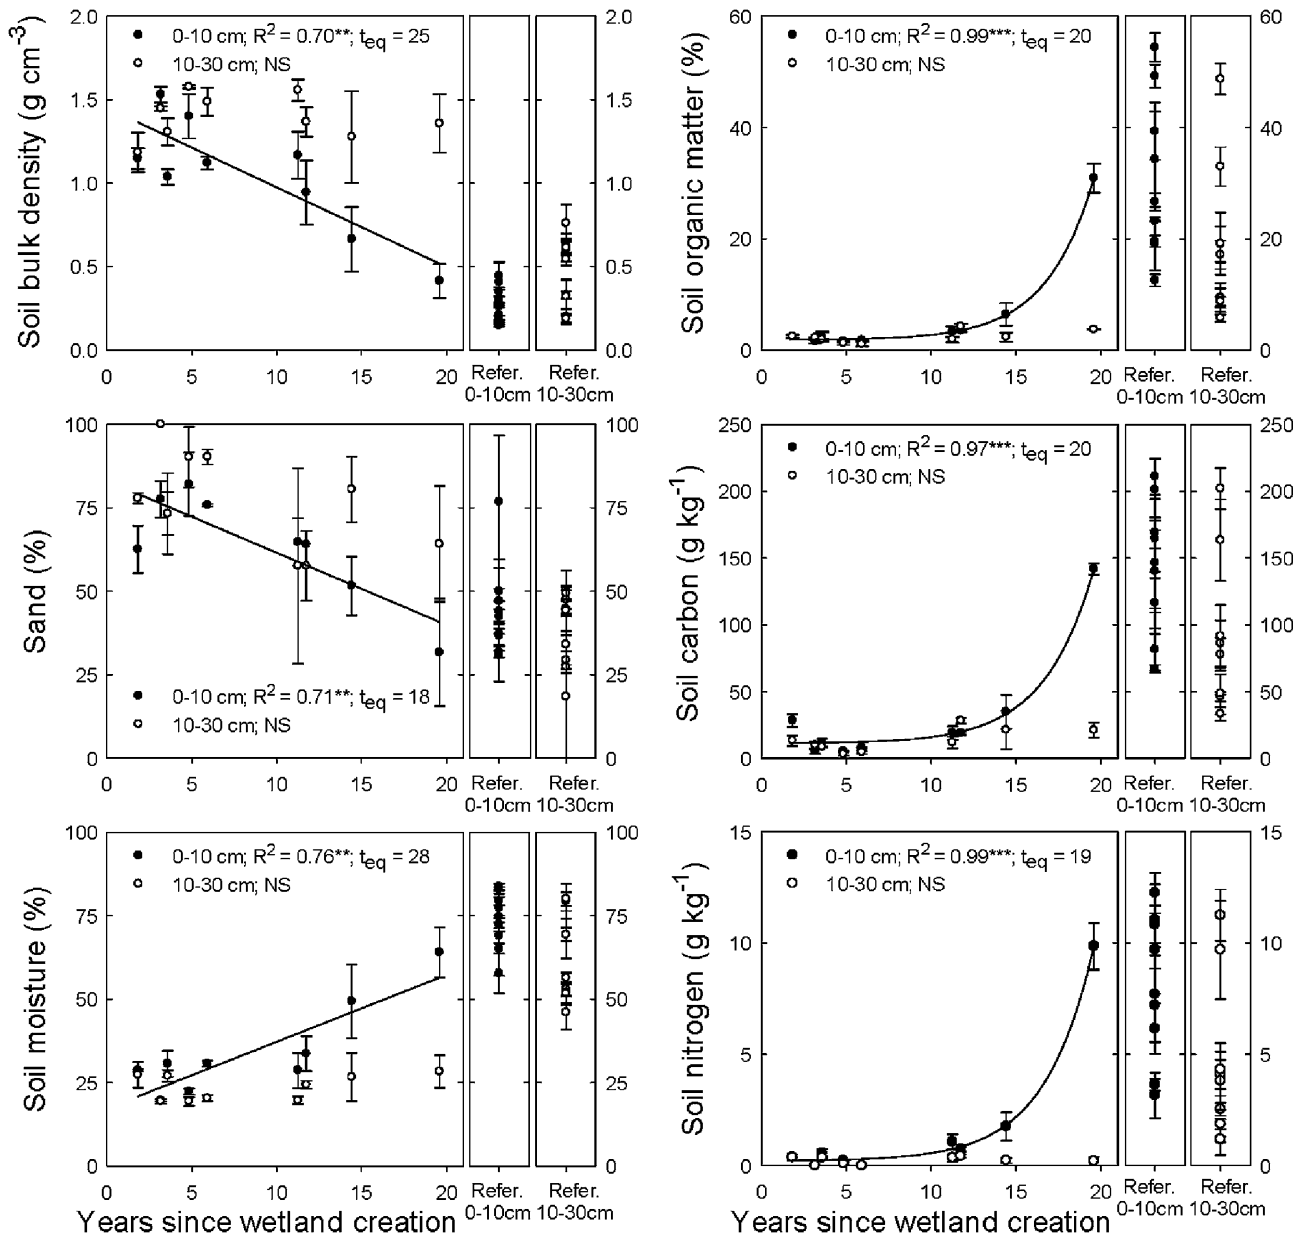 Soil bulk density (g cm⁻³)
2.0
1.5
1.0
0.5
0.0
0-10 cm; R² = 0.70**; t_eq = 25
10-30 cm; NS
2.0
1.5
1.0
0.5
0.0
0 5 10 15 20
Refer. 0-10cm
Refer. 10-30cm
Soil organic matter (%)
60
40
20
0
0-10 cm; R² = 0.99***; t_eq = 20
10-30 cm; NS
60
40
20
0
0 5 10 15 20
Refer. 0-10cm
Refer. 10-30cm
Sand (%)
100
75
50
25
0
0-10 cm; R² = 0.71**; t_eq = 18
10-30 cm; NS
100
75
50
25
0
0 5 10 15 20
Refer. 0-10cm
Refer. 10-30cm
Soil carbon (g kg⁻¹)
250
200
150
100
50
0
0-10 cm; R² = 0.97***; t_eq = 20
10-30 cm; NS
250
200
150
100
50
0
0 5 10 15 20
Refer. 0-10cm
Refer. 10-30cm
Soil moisture (%)
100
75
50
25
0
0-10 cm; R² = 0.76**; t_eq = 28
10-30 cm; NS
100
75
50
25
0
0 5 10 15 20
Refer. 0-10cm
Refer. 10-30cm
Years since wetland creation
Soil nitrogen (g kg⁻¹)
15
10
5
0
0-10 cm; R² = 0.99***; t_eq = 19
10-30 cm; NS
15
10
5
0
0 5 10 15 20
Refer. 0-10cm
Refer. 10-30cm
Years since wetland creation